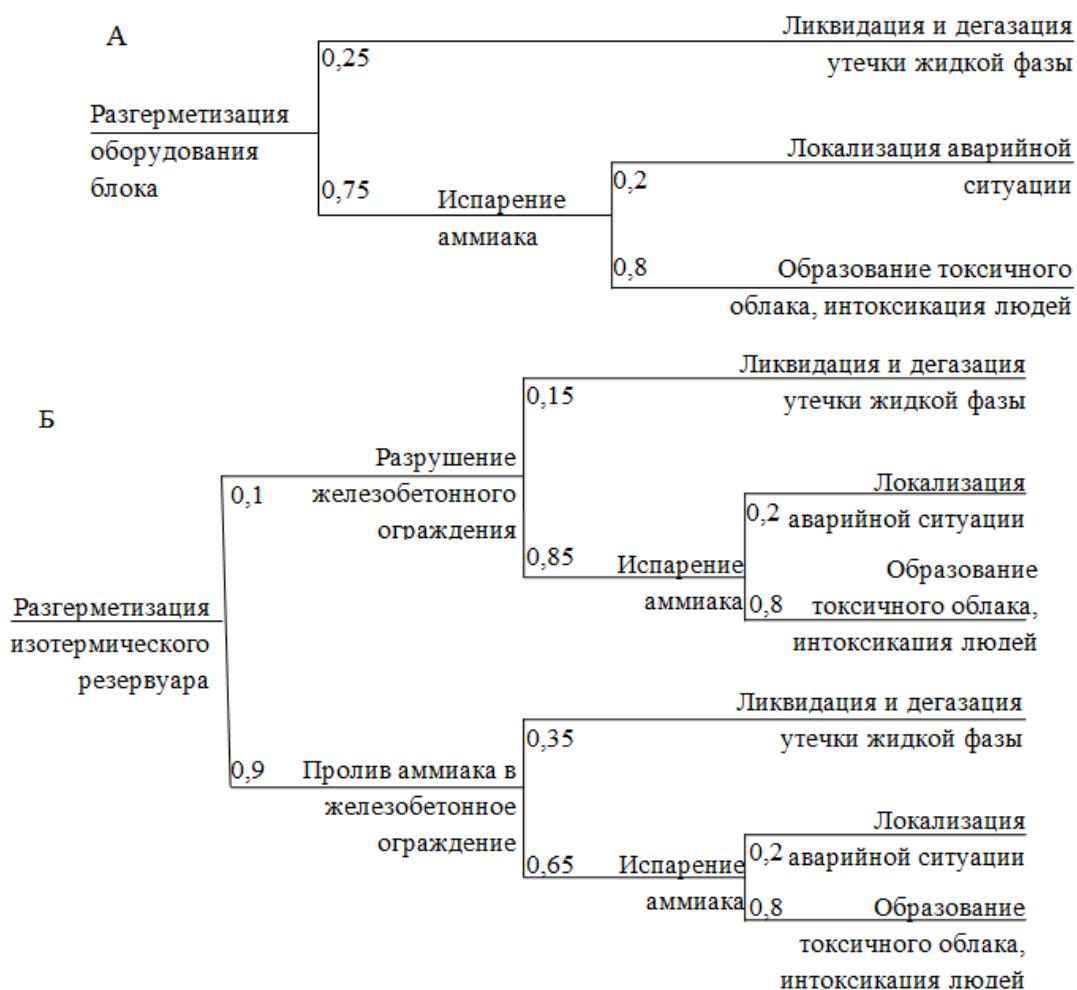 А
Ликвидация и дегазация
утечки жидкой фазы
0,25
Разгерметизация
оборудования
блока
0,75
Испарение
аммиака
Локализация аварийной
ситуации
0,2
0,8
Образование токсичного
облака, интоксикация людей
Б
Ликвидация и дегазация
утечки жидкой фазы
0,15
Разрушение
железобетонного
ограждения
0,1
Локализация
аварийной ситуации
0,2
0,85
Испарение
аммиака
Образование
токсичного облака,
интоксикация людей
0,8
Разгерметизация
изотермического
резервуара
Ликвидация и дегазация
утечки жидкой фазы
0,35
0,9
Пролив аммиака в
железобетонное
ограждение
Локализация
аварийной ситуации
0,2
0,65
Испарение
аммиака
0,8
Образование
токсичного облака,
интоксикация людей